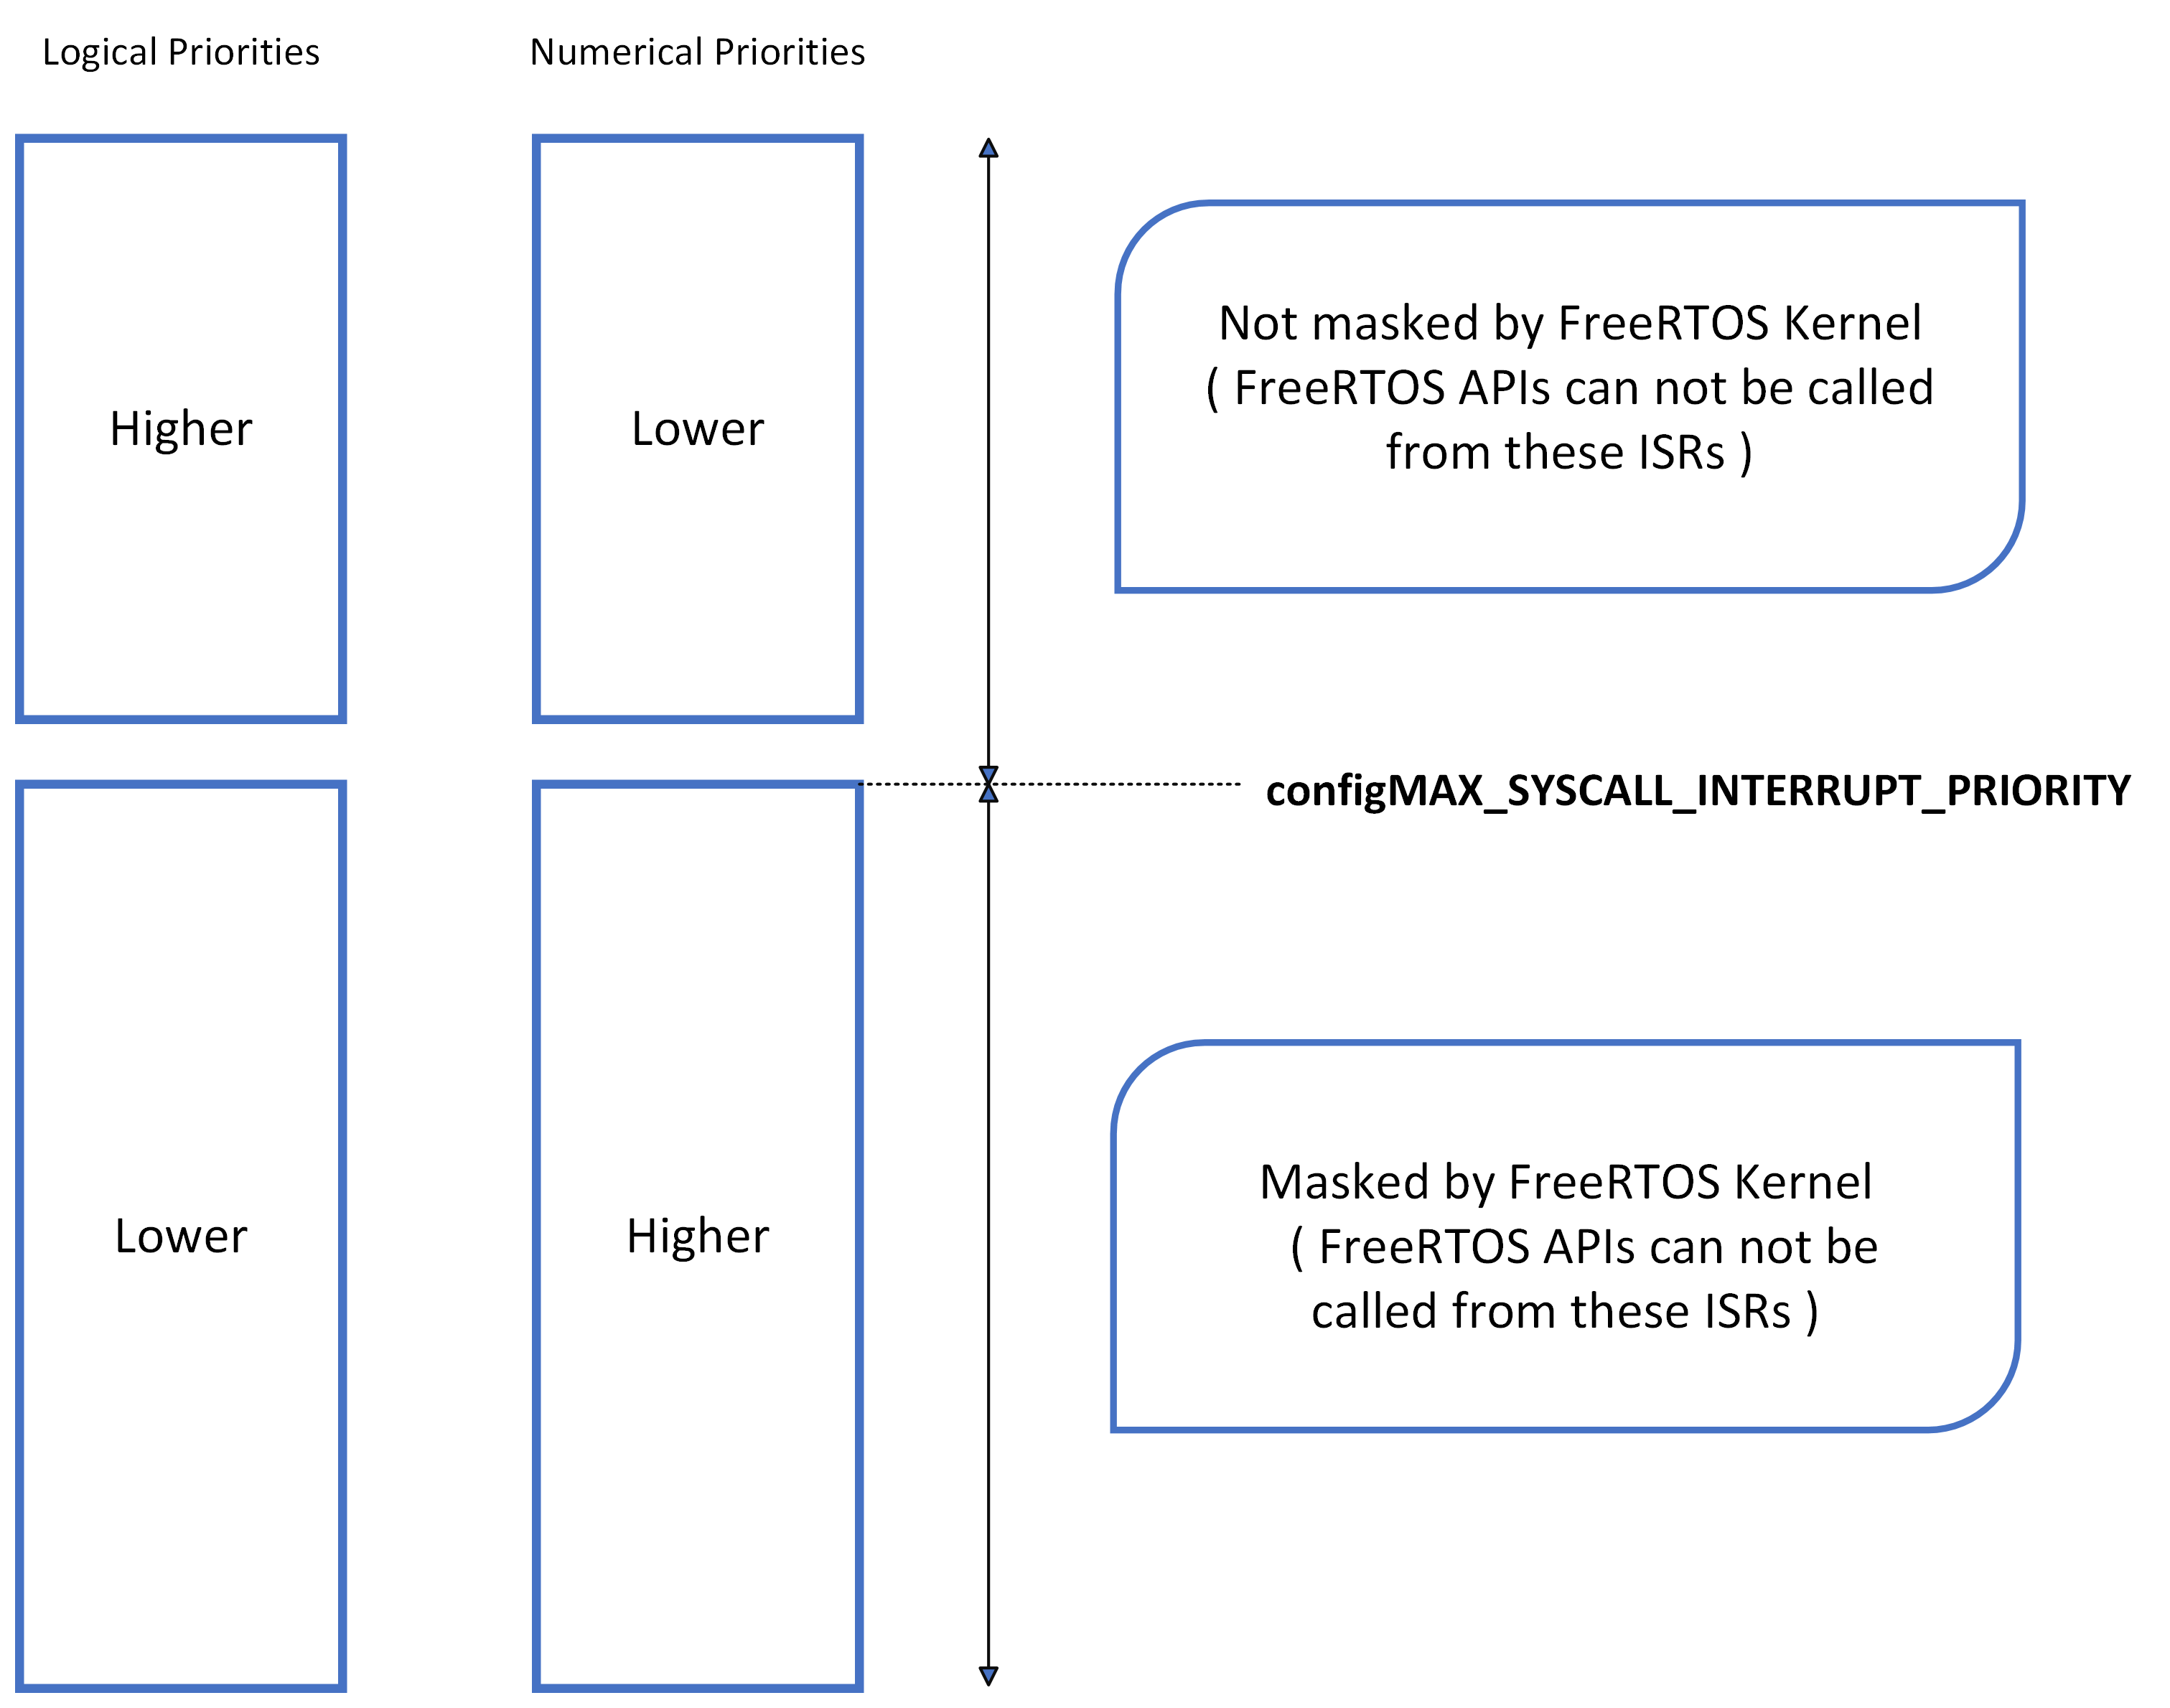 Logical Priorities
Numerical Priorities
Higher
Lower
Not masked by FreeRTOS Kernel
( FreeRTOS APIs can not be called
from these ISRs )
configMAX_SYSCALL_INTERRUPT_PRIORITY
Lower
Higher
Masked by FreeRTOS Kernel
( FreeRTOS APIs can not be
called from these ISRs )